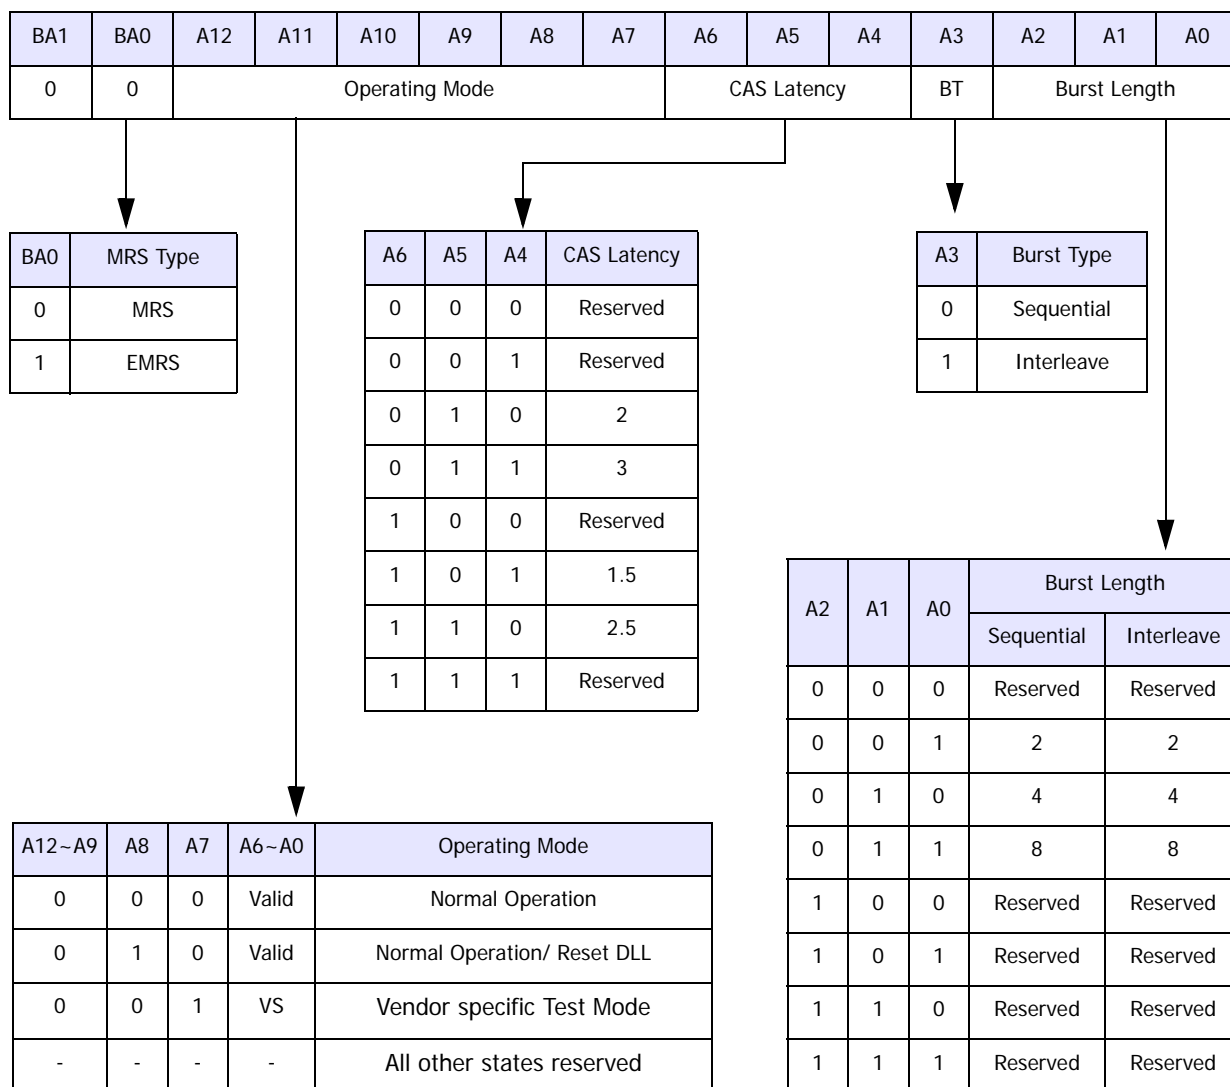 BA1 BA0 A12 A11 A10 A9 A8 A7 A6 A5 A4 A3 A2 A1 A0
0 0 Operating Mode CAS Latency BT Burst Length
BA0 MRS Type
0 MRS
1 EMRS
A6 A5 A4 CAS Latency
0 0 0 Reserved
0 0 1 Reserved
0 1 0 2
0 1 1 3
1 0 0 Reserved
1 0 1 1.5
1 1 0 2.5
1 1 1 Reserved
A3 Burst Type
0 Sequential
1 Interleave
A2 A1 A0 Burst Length
Sequential Interleave
0 0 0 Reserved Reserved
0 0 1 2 2
0 1 0 4 4
0 1 1 8 8
1 0 0 Reserved Reserved
1 0 1 Reserved Reserved
1 1 0 Reserved Reserved
1 1 1 Reserved Reserved
A12~A9 A8 A7 A6~A0 Operating Mode
0 0 0 Valid Normal Operation
0 1 0 Valid Normal Operation/ Reset DLL
0 0 1 VS Vendor specific Test Mode
- - - - All other states reserved